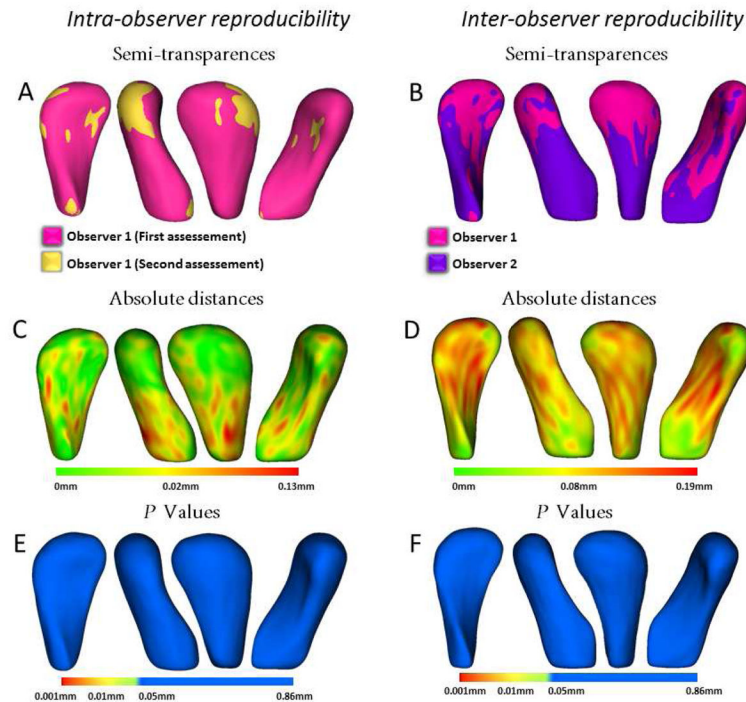 Intra-observer reproducibility
Inter-observer reproducibility
Semi-transparences
Semi-transparences
A
B
Observer 1 (First assessement)
Observer 1 (Second assessement)
Observer 1
Observer 2
Absolute distances
Absolute distances
C
D
0mm 0.02mm 0.13mm
0mm 0.08mm 0.19mm
P Values
P Values
E
F
0.001mm 0.01mm 0.05mm 0.86mm
0.001mm 0.01mm 0.05mm 0.86mm